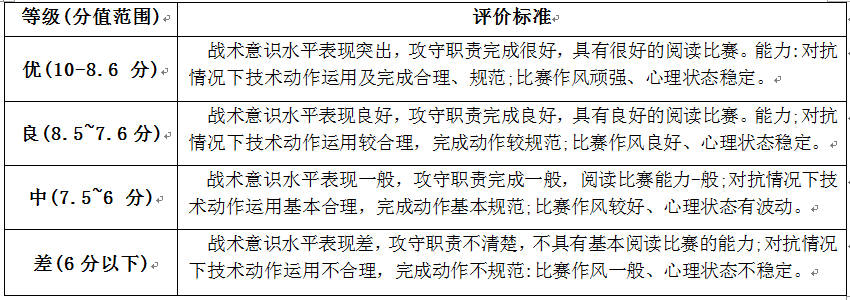 等级(分值范围) 评价标准
优(10-8.6 分) 战术意识水平表现突出，攻守职责完成很好，具有很好的阅读比赛。能力:对抗
情况下技术动作运用及完成合理、规范;比赛作风顽强、心理状态稳定。
良(8.5~7.6分) 战术意识水平表现良好，攻守职责完成良好，具有良好的阅读比赛。能力;对抗
情况下技术动作运用较合理，完成动作较规范;比赛作风良好、心理状态稳定。
中(7.5~6 分) 战术意识水平表现一般，攻守职责完成一般，阅读比赛能力-般;对抗情况下技
术动作运用基本合理，完成动作基本规范;比赛作风较好、心理状态有波动。
差(6分以下) 战术意识水平表现差，攻守职责不清楚，不具有基本阅读比赛的能力;对抗情况
下技术动作运用不合理，完成动作不规范:比赛作风一般、心理状态不稳定。